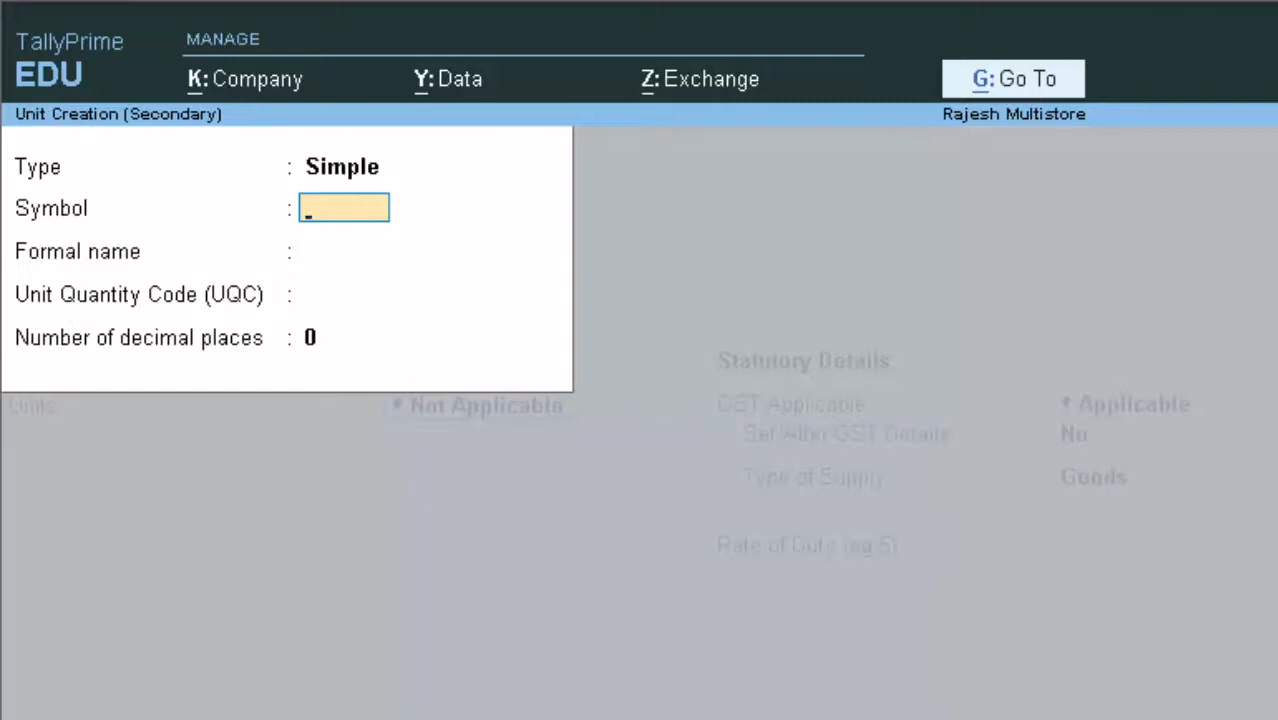 TallyPrime
EDU
MANAGE
K: Company
Y: Data
Z: Exchange
G: Go To
Unit Creation (Secondary)
Rajesh Multistore
Type : Simple
Symbol :
Formal name :
Unit Quantity Code (UQC) :
Number of decimal places : 0
Statutory Details
Units * Not Applicable
GST Applicable * Applicable
Set/Alter GST Details No
Type of Supply Goods
Rate of Duty (eg 5)